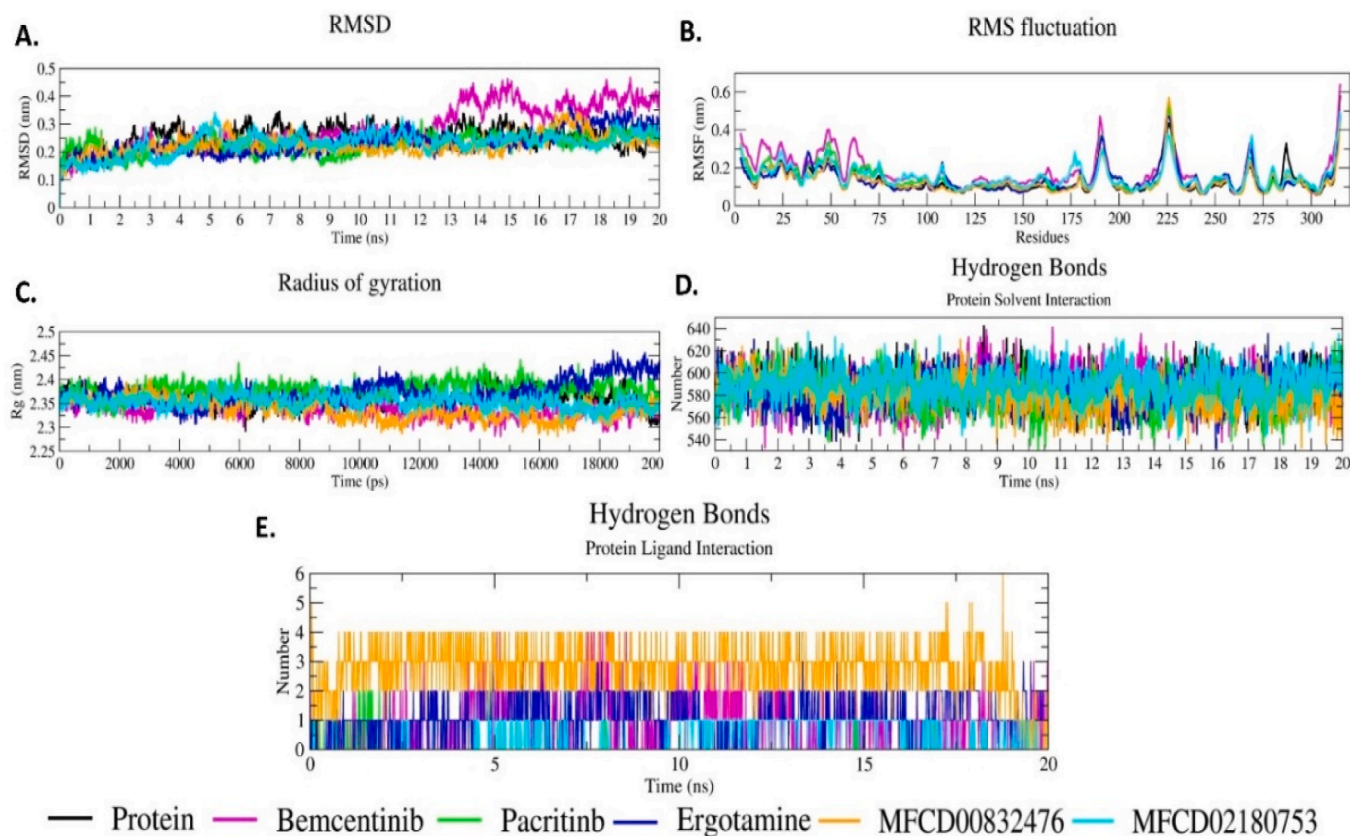 A.
RMSD
RMSD (nm)
0.5
0.4
0.3
0.2
0.1
0
0 1 2 3 4 5 6 7 8 9 10 11 12 13 14 15 16 17 18 19 20
Time (ns)
B.
RMS fluctuation
RMSF (nm)
0.6
0.4
0.2
0
0 25 50 75 100 125 150 175 200 225 250 275 300
Residues
C.
Radius of gyration
Rg (nm)
2.5
2.45
2.4
2.35
2.3
2.25
0 2000 4000 6000 8000 10000 12000 14000 16000 18000 200
Time (ps)
D.
Hydrogen Bonds
Protein Solvent Interaction
Number
640
620
600
580
560
540
0 1 2 3 4 5 6 7 8 9 10 11 12 13 14 15 16 17 18 19 20
Time (ns)
E.
Hydrogen Bonds
Protein Ligand Interaction
Number
6
5
4
3
2
1
0
0 5 10 15 20
Time (ns)
Protein Bemcentinib Pacritinb Ergotamine MFCD00832476 MFCD02180753